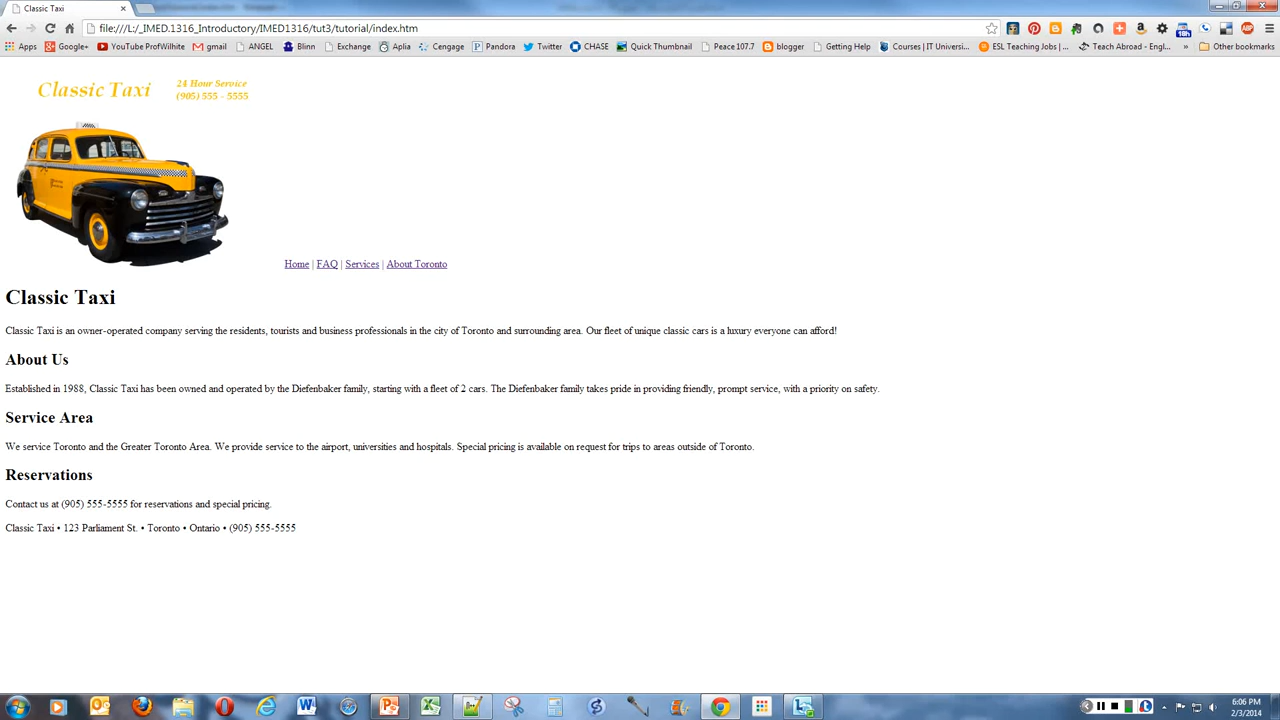 Classic Taxi
file:///L:/_IMED.1316_Introductory/IMED1316/tut3/tutorial/index.htm
Apps Google+ YouTube ProfWilhite gmail ANGEL Blinn Exchange Aplia Cengage Pandora Twitter CHASE Quick Thumbnail Peace 107.7 blogger Getting Help Courses | IT Universi... ESL Teaching Jobs | ... Teach Abroad - Engl... » Other bookmarks
Classic Taxi
24 Hour Service
(905) 555 - 5555
Home | FAQ | Services | About Toronto
Classic Taxi
Classic Taxi is an owner-operated company serving the residents, tourists and business professionals in the city of Toronto and surrounding area. Our fleet of unique classic cars is a luxury everyone can afford!
About Us
Established in 1988, Classic Taxi has been owned and operated by the Diefenbaker family, starting with a fleet of 2 cars. The Diefenbaker family takes pride in providing friendly, prompt service, with a priority on safety.
Service Area
We service Toronto and the Greater Toronto Area. We provide service to the airport, universities and hospitals. Special pricing is available on request for trips to areas outside of Toronto.
Reservations
Contact us at (905) 555-5555 for reservations and special pricing.
Classic Taxi • 123 Parliament St. • Toronto • Ontario • (905) 555-5555
6:06 PM
2/3/2014